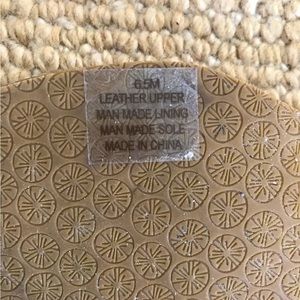 6.5M
LEATHER UPPER
MAN MADE LINING
MAN MADE SOLE
MADE IN CHINA